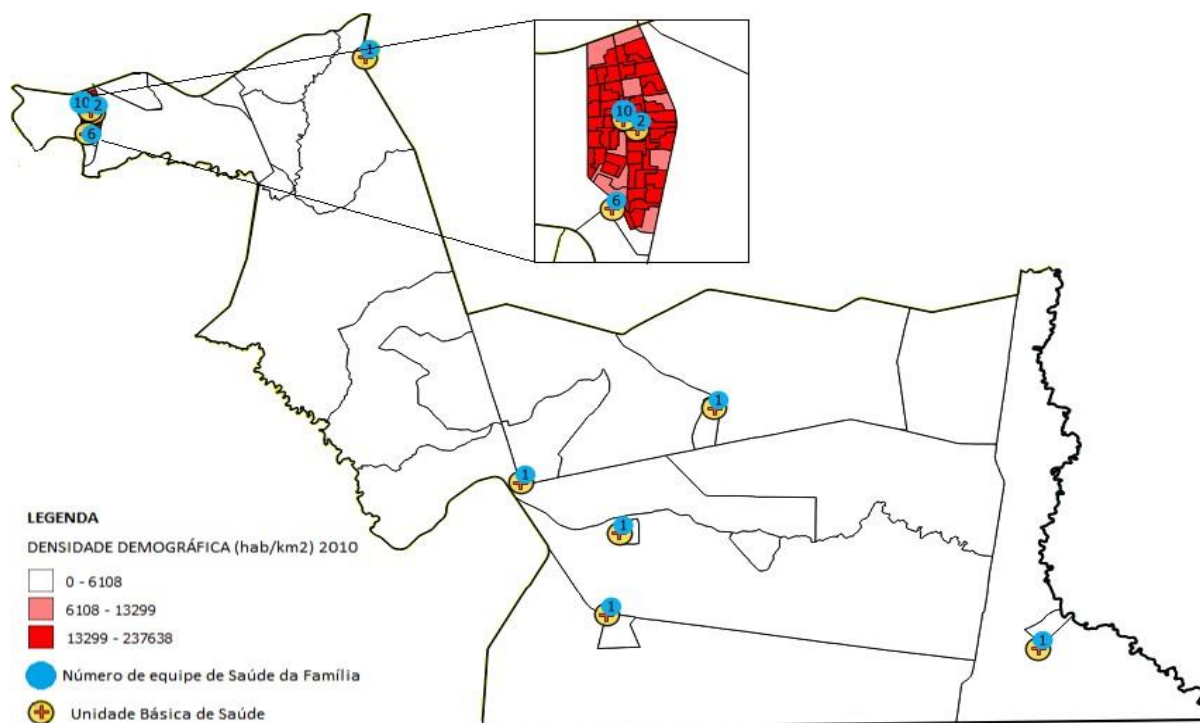 1
10
2
6
10
2
6
1
1
1
1
1
LEGENDA
DENSIDADE DEMOGRÁFICA (hab/km2) 2010
0 - 6108
6108 - 13299
13299 - 237638
Número de equipe de Saúde da Família
Unidade Básica de Saúde